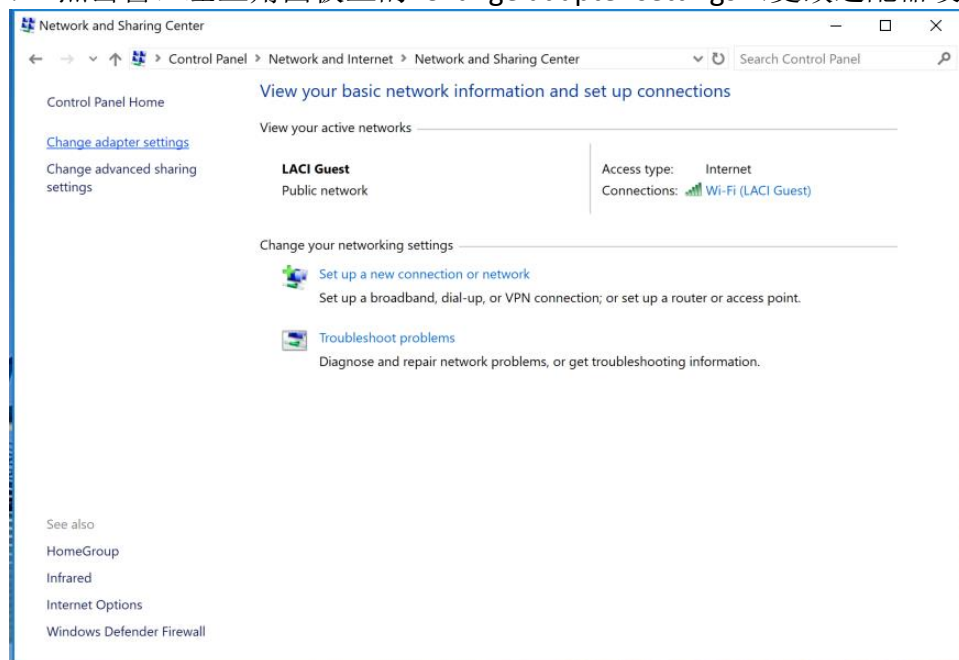 Change adapter settings
Network and Sharing Center
Control Panel > Network and Internet > Network and Sharing Center
Search Control Panel
Control Panel Home
Change adapter settings
Change advanced sharing
settings
View your basic network information and set up connections
View your active networks
LACI Guest
Public network
Access type: Internet
Connections: Wi-Fi (LACI Guest)
Change your networking settings
Set up a new connection or network
Set up a broadband, dial-up, or VPN connection; or set up a router or access point.
Troubleshoot problems
Diagnose and repair network problems, or get troubleshooting information.
See also
HomeGroup
Infrared
Internet Options
Windows Defender Firewall